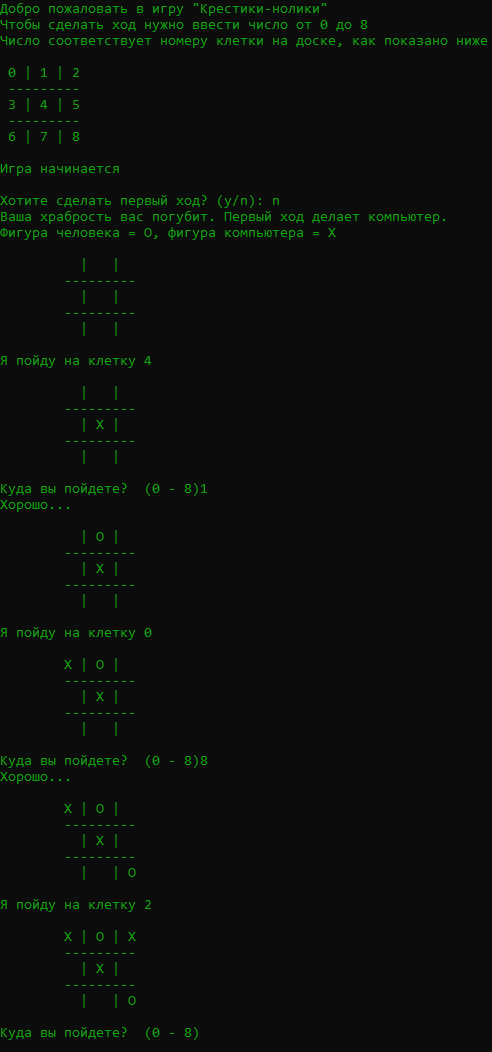 Добро пожаловать в игру "Крестики-нолики"
Чтобы сделать ход нужно ввести число от 0 до 8
Число соответствует номеру клетки на доске, как показано ниже
0 | 1 | 2
---------
3 | 4 | 5
---------
6 | 7 | 8
Игра начинается
Хотите сделать первый ход? (y/n): n
Ваша храбрость вас погубит. Первый ход делает компьютер.
Фигура человека = O, фигура компьютера = X
  |   |
---------
  |   |
---------
  |   |
Я пойду на клетку 4
  |   |
---------
  | X |
---------
  |   |
Куда вы пойдете?  (0 - 8)1
Хорошо...
  | O |
---------
  | X |
---------
  |   |
Я пойду на клетку 0
X | O |
---------
  | X |
---------
  |   |
Куда вы пойдете?  (0 - 8)8
Хорошо...
X | O |
---------
  | X |
---------
  |   | O
Я пойду на клетку 2
X | O | X
---------
  | X |
---------
  |   | O
Куда вы пойдете?  (0 - 8)